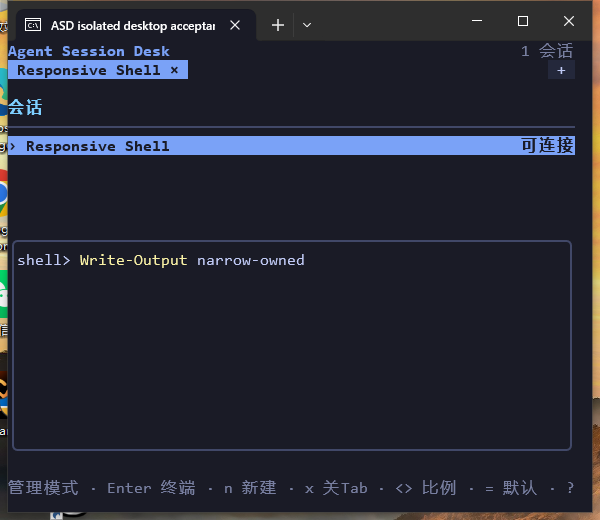 ASD isolated desktop acceptar
Agent Session Desk 1 会话
Responsive Shell × +
会话
› Responsive Shell 可连接
shell> Write-Output narrow-owned
管理模式 · Enter 终端 · n 新建 · x 关Tab · <> 比例 · = 默认 · ?